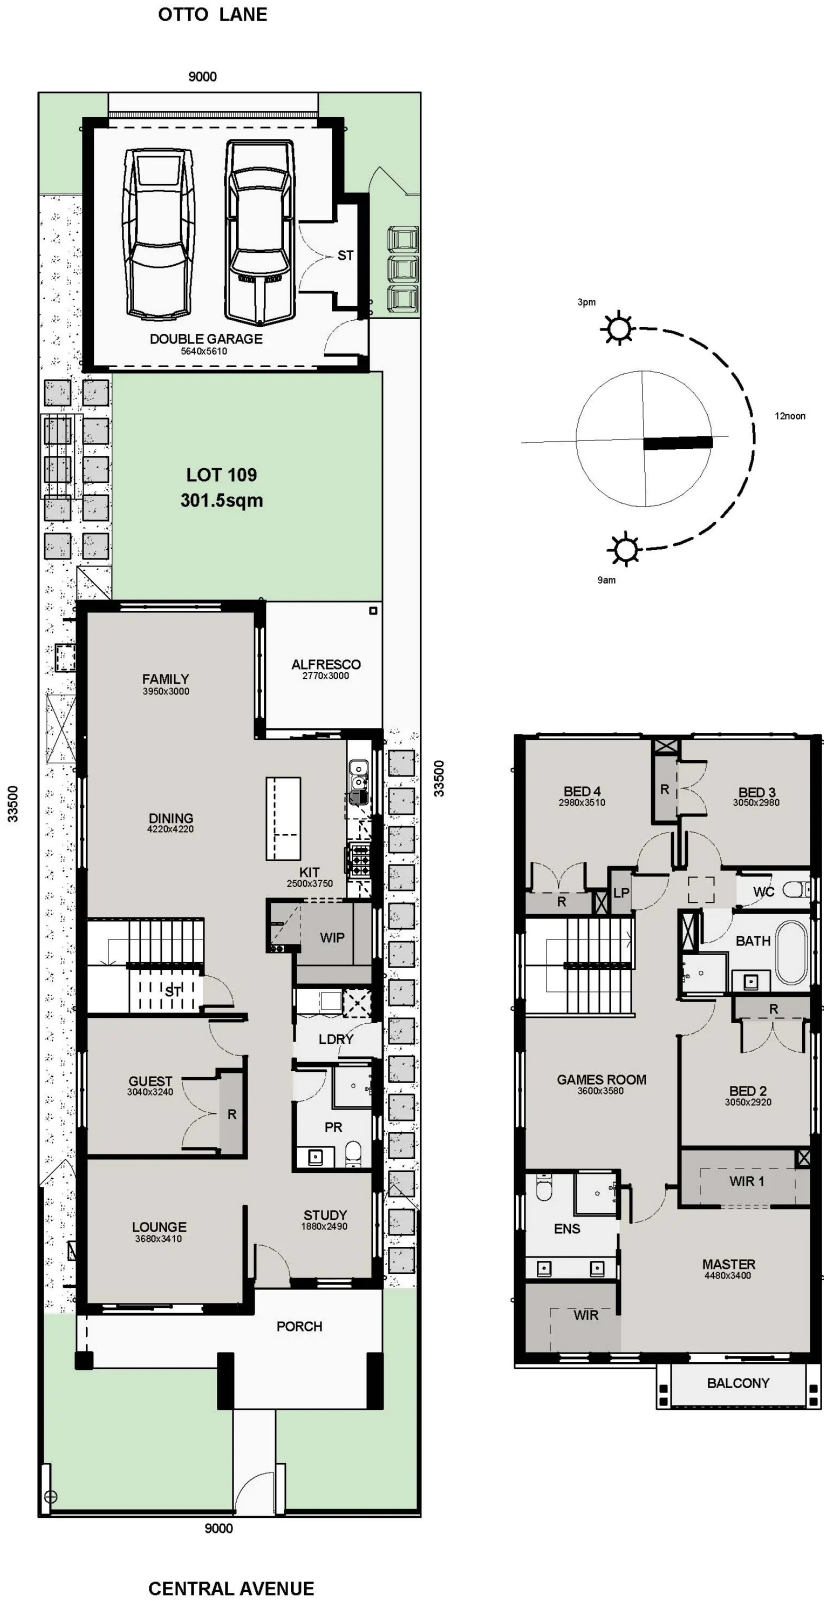 OTTO LANE
9000
ST
DOUBLE GARAGE
5640x5610
3pm
12noon
9am
LOT 109
301.5sqm
FAMILY
3950x3000
ALFRESCO
2770x3000
33500
33500
DINING
4220x4220
KIT
2500x3750
WIP
ST
LDRY
GUEST
3040x3240
R
PR
LOUNGE
3680x3410
STUDY
1880x2490
PORCH
9000
BED 4
2980x3510
R
BED 3
3050x2980
R
LP
WC
BATH
R
GAMES ROOM
3600x3580
BED 2
3050x2920
WIR 1
ENS
MASTER
4480x3400
WIR
BALCONY
CENTRAL AVENUE